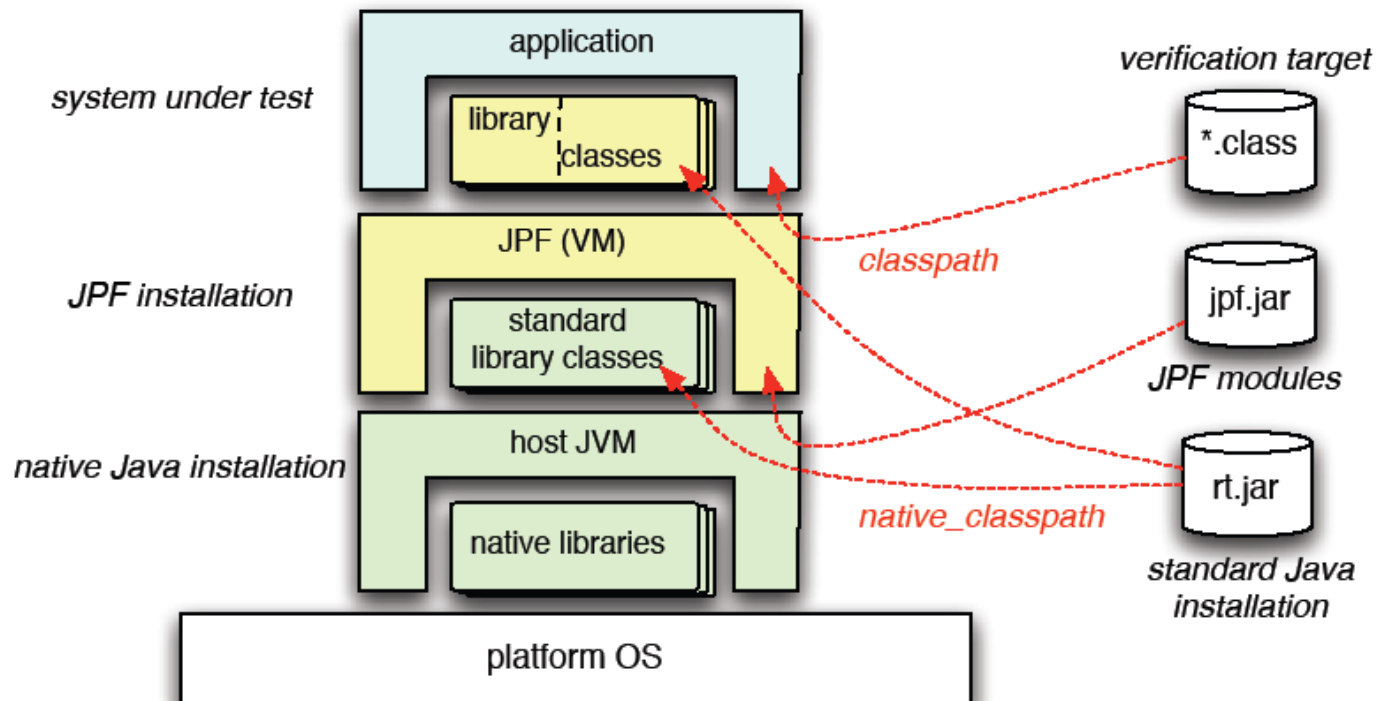 application
system under test
library
classes
verification target
*.class
JPF (VM)
classpath
JPF installation
standard
library classes
jpf.jar
JPF modules
host JVM
native Java installation
rt.jar
native_classpath
native libraries
standard Java
installation
platform OS